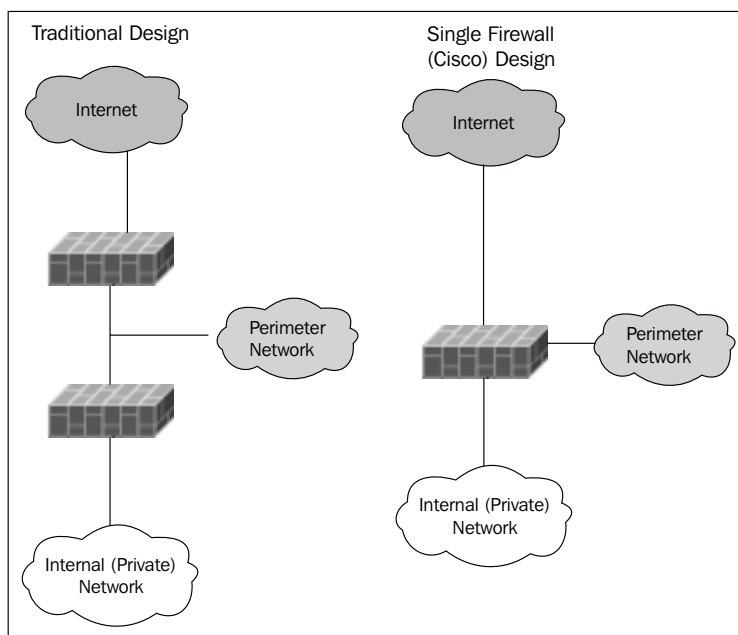 Traditional Design
Internet
Perimeter
Network
Internal (Private)
Network
Single Firewall
(Cisco) Design
Internet
Perimeter
Network
Internal (Private)
Network